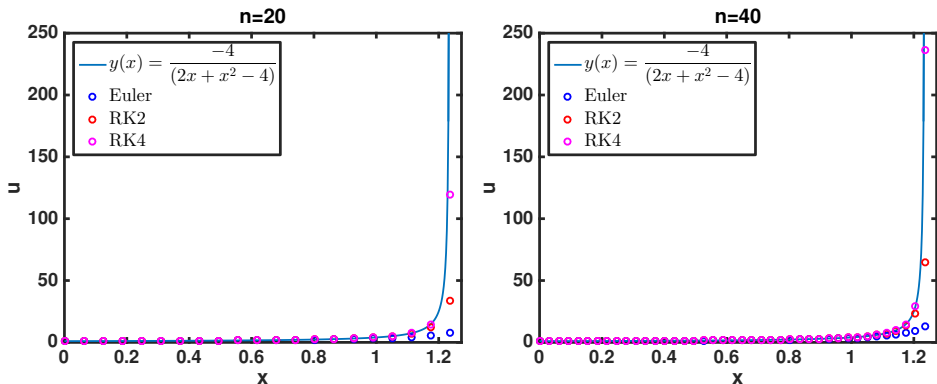 n=20
250
200
150
100
50
0
u
y(x) = -4 / (2x + x² − 4)
Euler
RK2
RK4
0 0.2 0.4 0.6 0.8 1 1.2
x
n=40
250
200
150
100
50
0
u
y(x) = -4 / (2x + x² − 4)
Euler
RK2
RK4
0 0.2 0.4 0.6 0.8 1 1.2
x